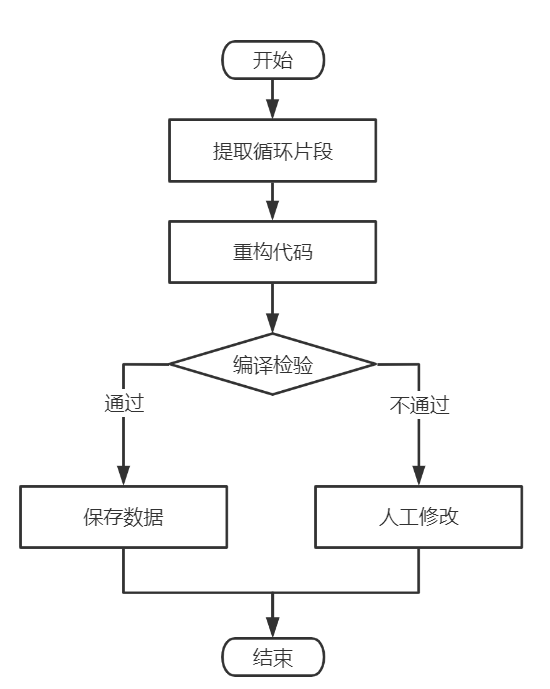 开始
提取循环片段
重构代码
编译检验
通过
不通过
保存数据
人工修改
结束